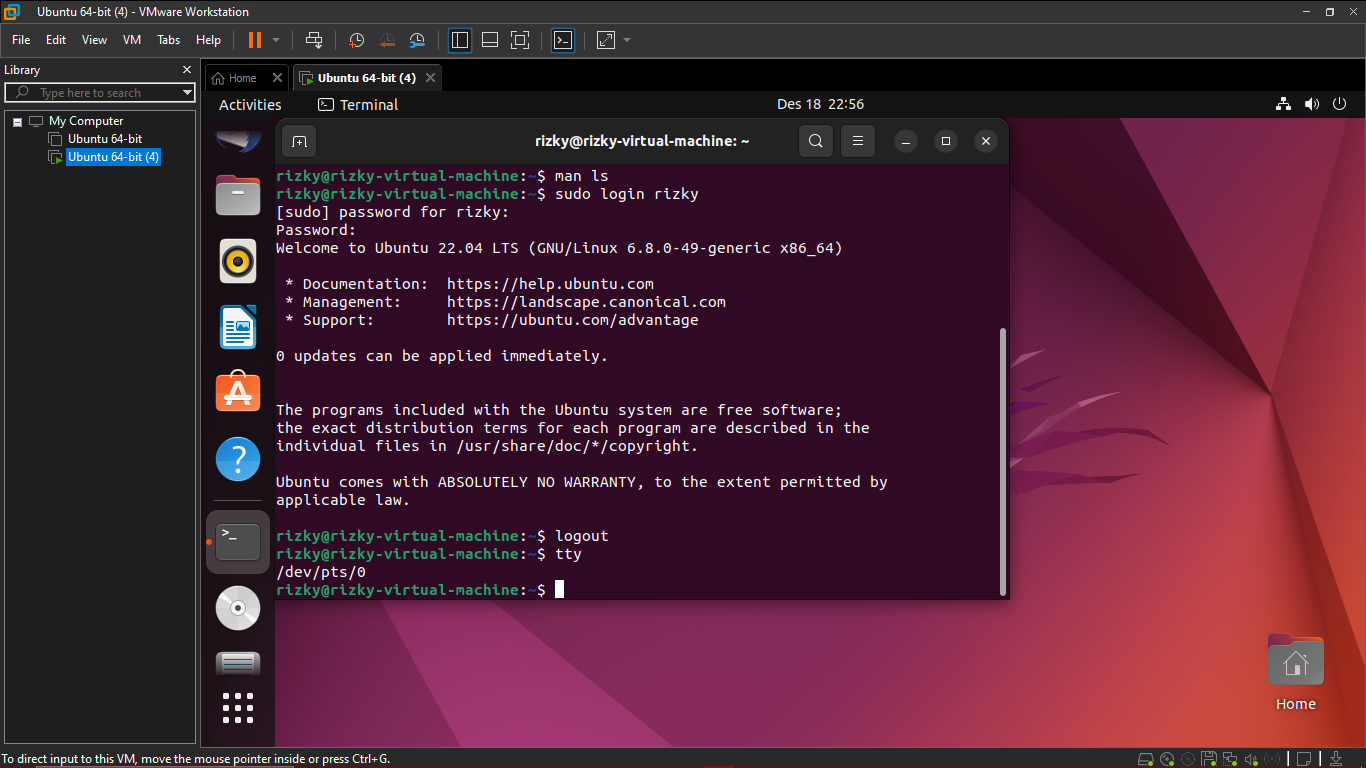 Ubuntu 64-bit (4) - VMware Workstation
File Edit View VM Tabs Help
Library
Type here to search
My Computer
Ubuntu 64-bit
Ubuntu 64-bit (4)
Home
Ubuntu 64-bit (4)
Activities
Terminal
Des 18 22:56
rizky@rizky-virtual-machine: ~
rizky@rizky-virtual-machine:~$ man ls
rizky@rizky-virtual-machine:~$ sudo login rizky
[sudo] password for rizky:
Password:
Welcome to Ubuntu 22.04 LTS (GNU/Linux 6.8.0-49-generic x86_64)
* Documentation:  https://help.ubuntu.com
* Management:     https://landscape.canonical.com
* Support:        https://ubuntu.com/advantage
0 updates can be applied immediately.
The programs included with the Ubuntu system are free software;
the exact distribution terms for each program are described in the
individual files in /usr/share/doc/*/copyright.
Ubuntu comes with ABSOLUTELY NO WARRANTY, to the extent permitted by
applicable law.
rizky@rizky-virtual-machine:~$ logout
rizky@rizky-virtual-machine:~$ tty
/dev/pts/0
rizky@rizky-virtual-machine:~$
Home
To direct input to this VM, move the mouse pointer inside or press Ctrl+G.